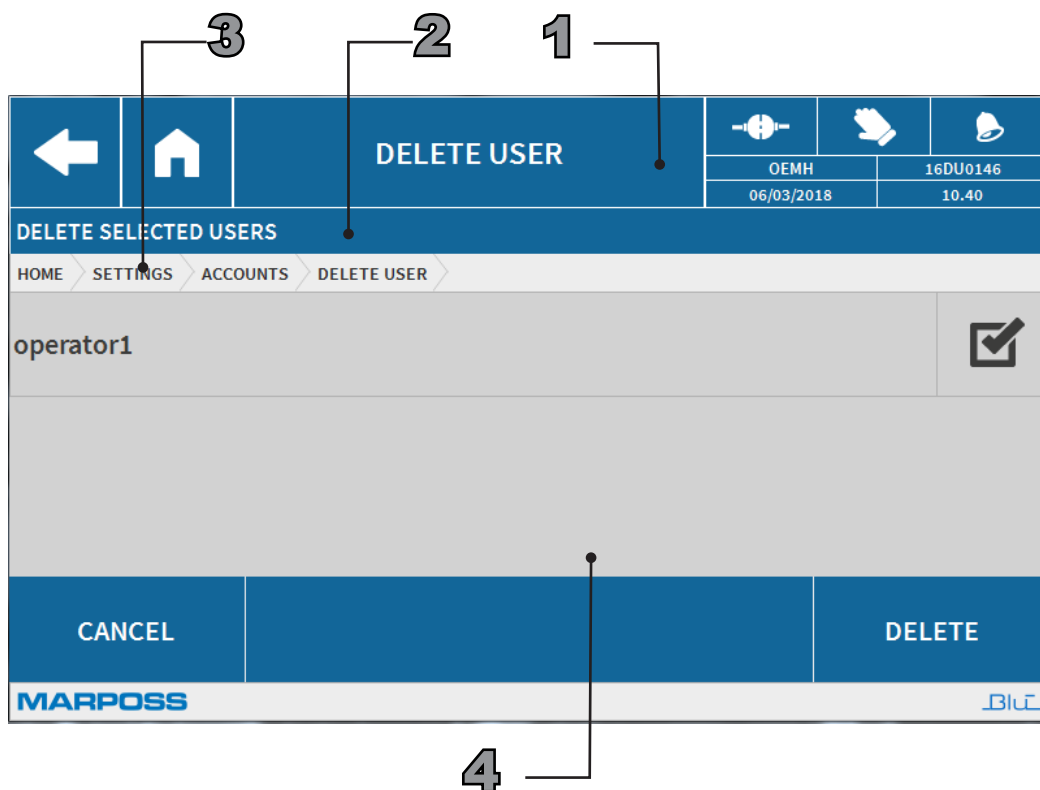 3 2 1
DELETE USER
OEMH 16DU0146
06/03/2018 10.40
DELETE SELECTED USERS
HOME SETTINGS ACCOUNTS DELETE USER
operator1
CANCEL DELETE
MARPOSS Blú
4